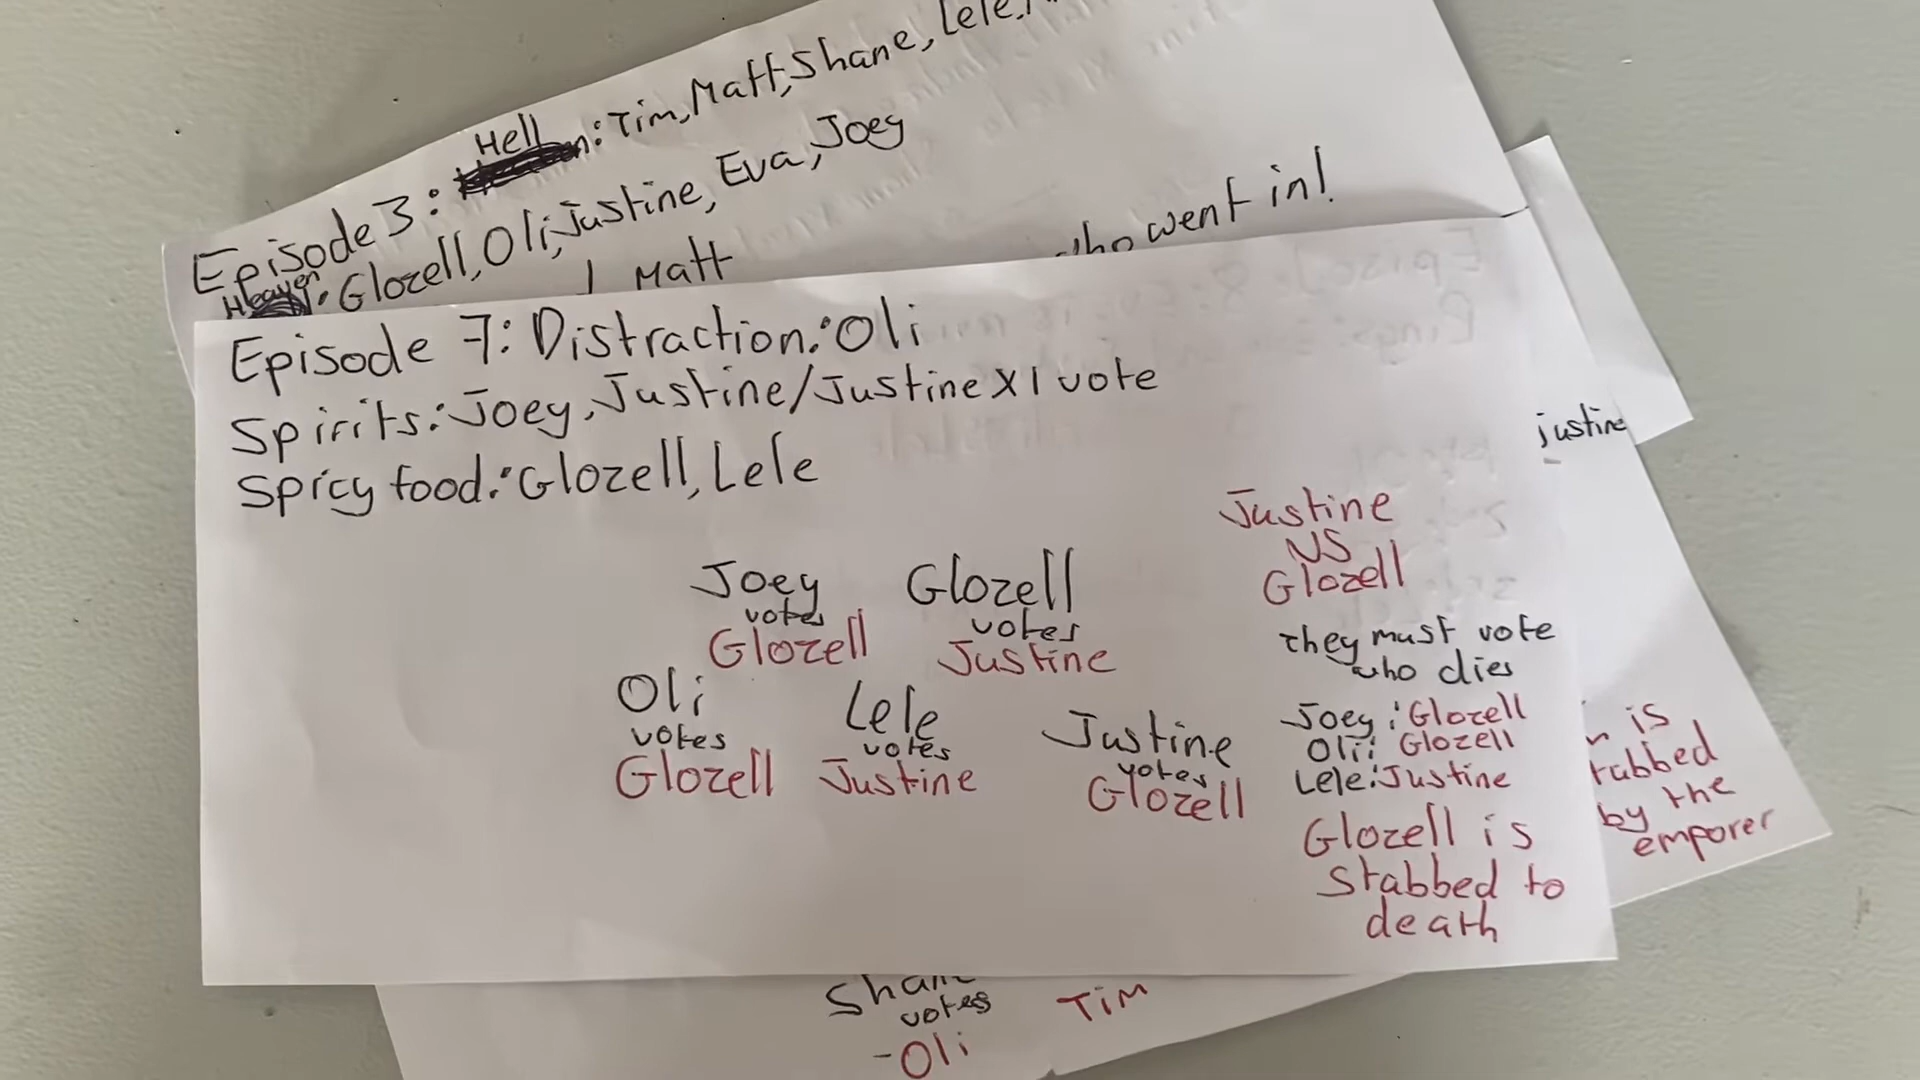 Hell
Episode 3: : Tim, Matt, Shane, Lele,
Heaven: Glozell, Oli, Justine, Eva, Joey
Matt
who went in!
Episode 7: Distraction: Oli
Spirits: Joey, Justine/Justine X1 vote
Spicy food: Glozell, Lele
Joey
votes
Glozell
Glozell
votes
Justine
Oli
votes
Glozell
Lele
votes
Justine
Justine
votes
Glozell
Justine
VS
Glozell
they must vote
who dies
Joey: Glozell
Oli: Glozell
Lele: Justine
Glozell is
stabbed to
death
justine
is
by the
emporer
Shane
votes
-Oli
Tim